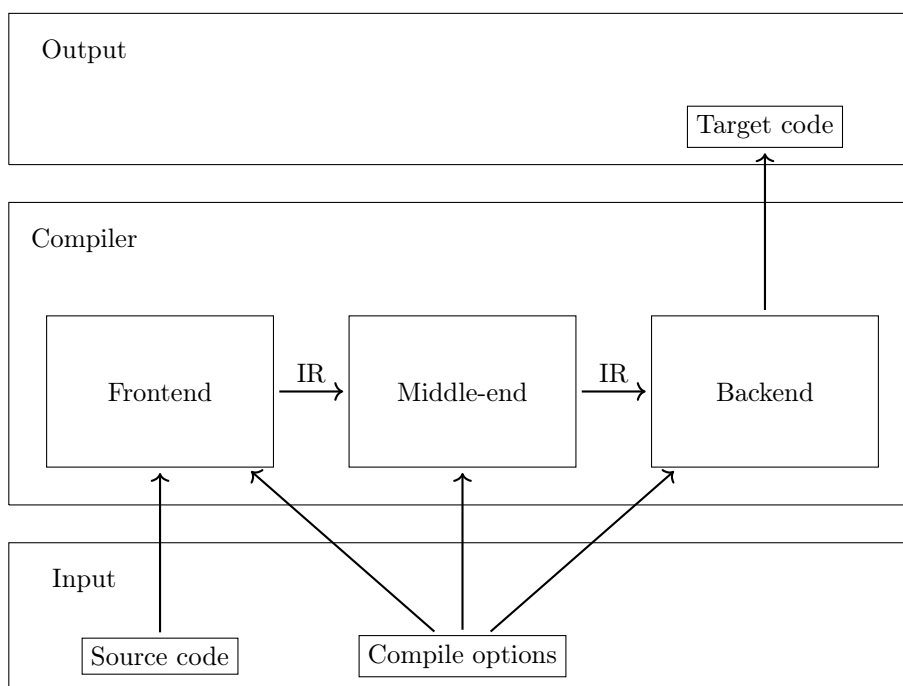 Output
Target code
Compiler
Frontend
IR
Middle-end
IR
Backend
Input
Source code
Compile options